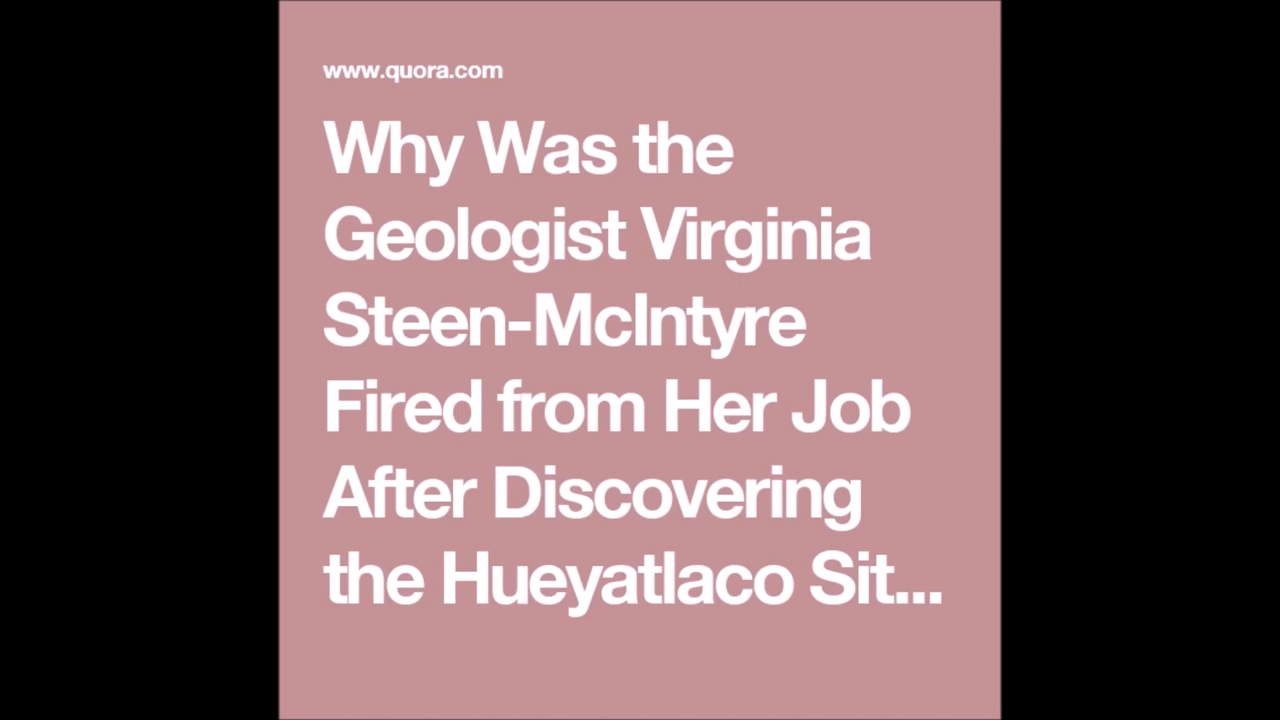 www.quora.com
Why Was the
Geologist Virginia
Steen-McIntyre
Fired from Her Job
After Discovering
the Hueyatlaco Sit...